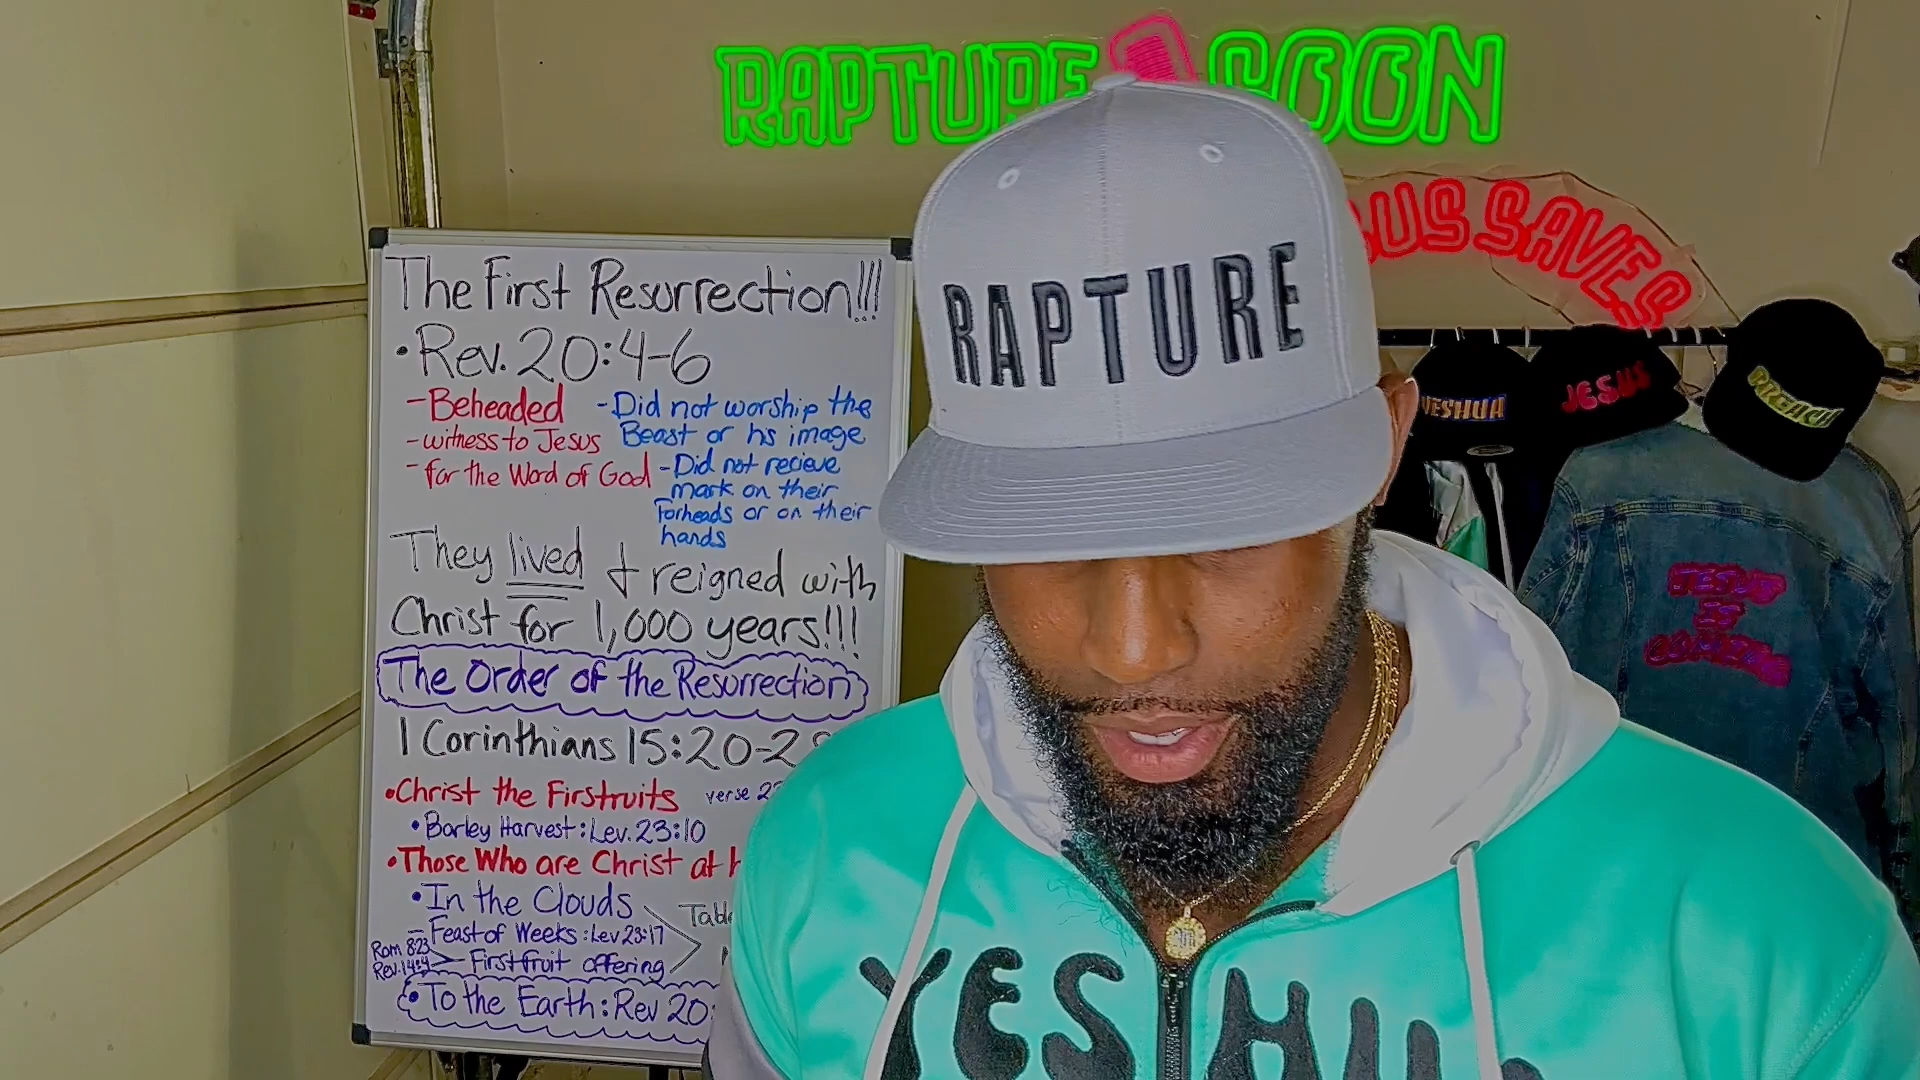 RAPTURE SOON
SAVES
RAPTURE
YESHUA
JESUS
PREACH
JESUS
IS
COMING
The First Resurrection!!!
• Rev. 20:4-6
- Beheaded
- witness to Jesus
- for the Word of God
- Did not worship the
Beast or his image
- Did not recieve
mark on their
Forheads or on their
hands
They lived & reigned with
Christ for 1,000 years!!!
The Order of the Resurrection
1 Corinthians 15:20-2
• Christ the Firstruits verse 23
• Barley Harvest: Lev. 23:10
• Those Who are Christ at
• In the Clouds
- Feast of Weeks: Lev 23:17
Rom 8:23
Rev. 14:4
- Firstfruit offering
• To the Earth: Rev 20: